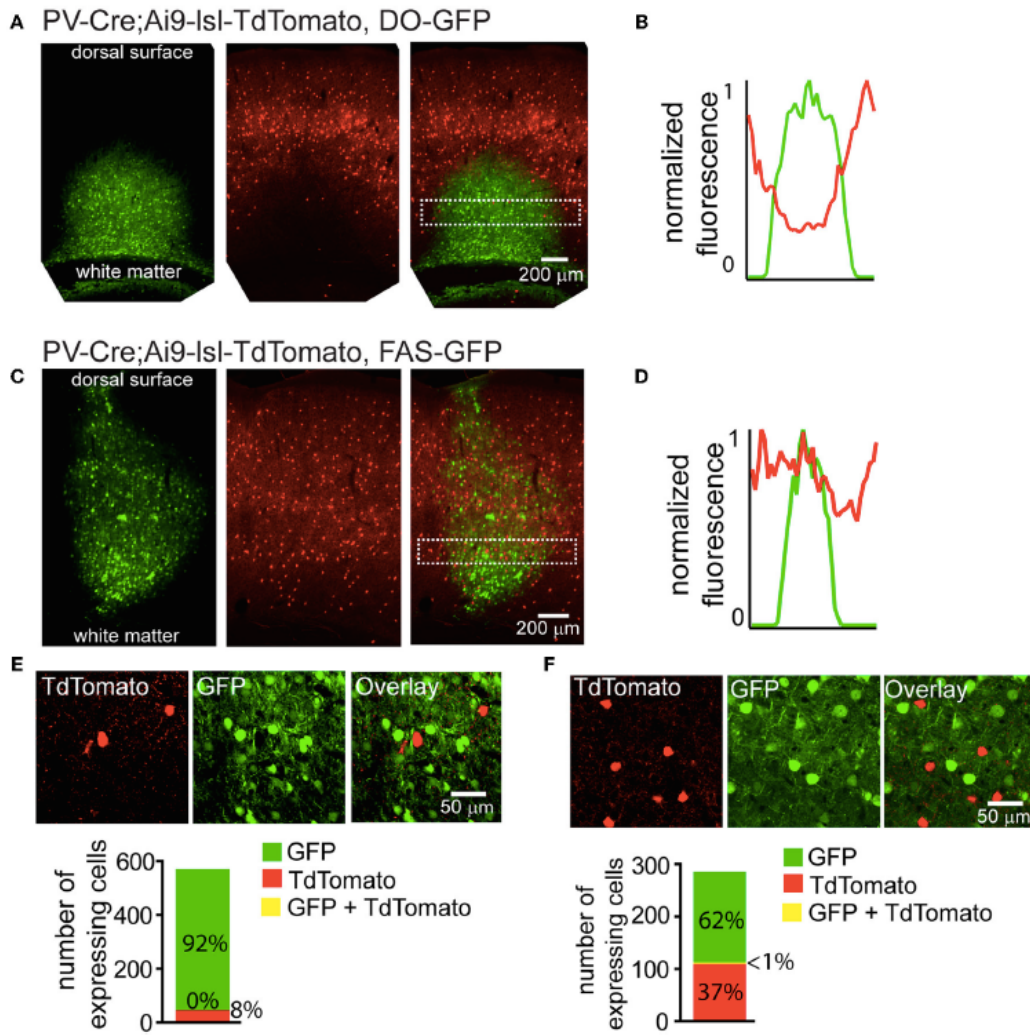 A PV-Cre;Ai9-lsl-TdTomato, DO-GFP
dorsal surface
white matter
200 µm
B
normalized
fluorescence
1
0
PV-Cre;Ai9-lsl-TdTomato, FAS-GFP
C
dorsal surface
white matter
200 µm
D
normalized
fluorescence
1
0
E
TdTomato
GFP
Overlay
50 µm
number of
expressing cells
600
400
200
0
92%
0%
8%
GFP
TdTomato
GFP + TdTomato
F
TdTomato
GFP
Overlay
50 µm
number of
expressing cells
300
200
100
0
62%
<1%
37%
GFP
TdTomato
GFP + TdTomato